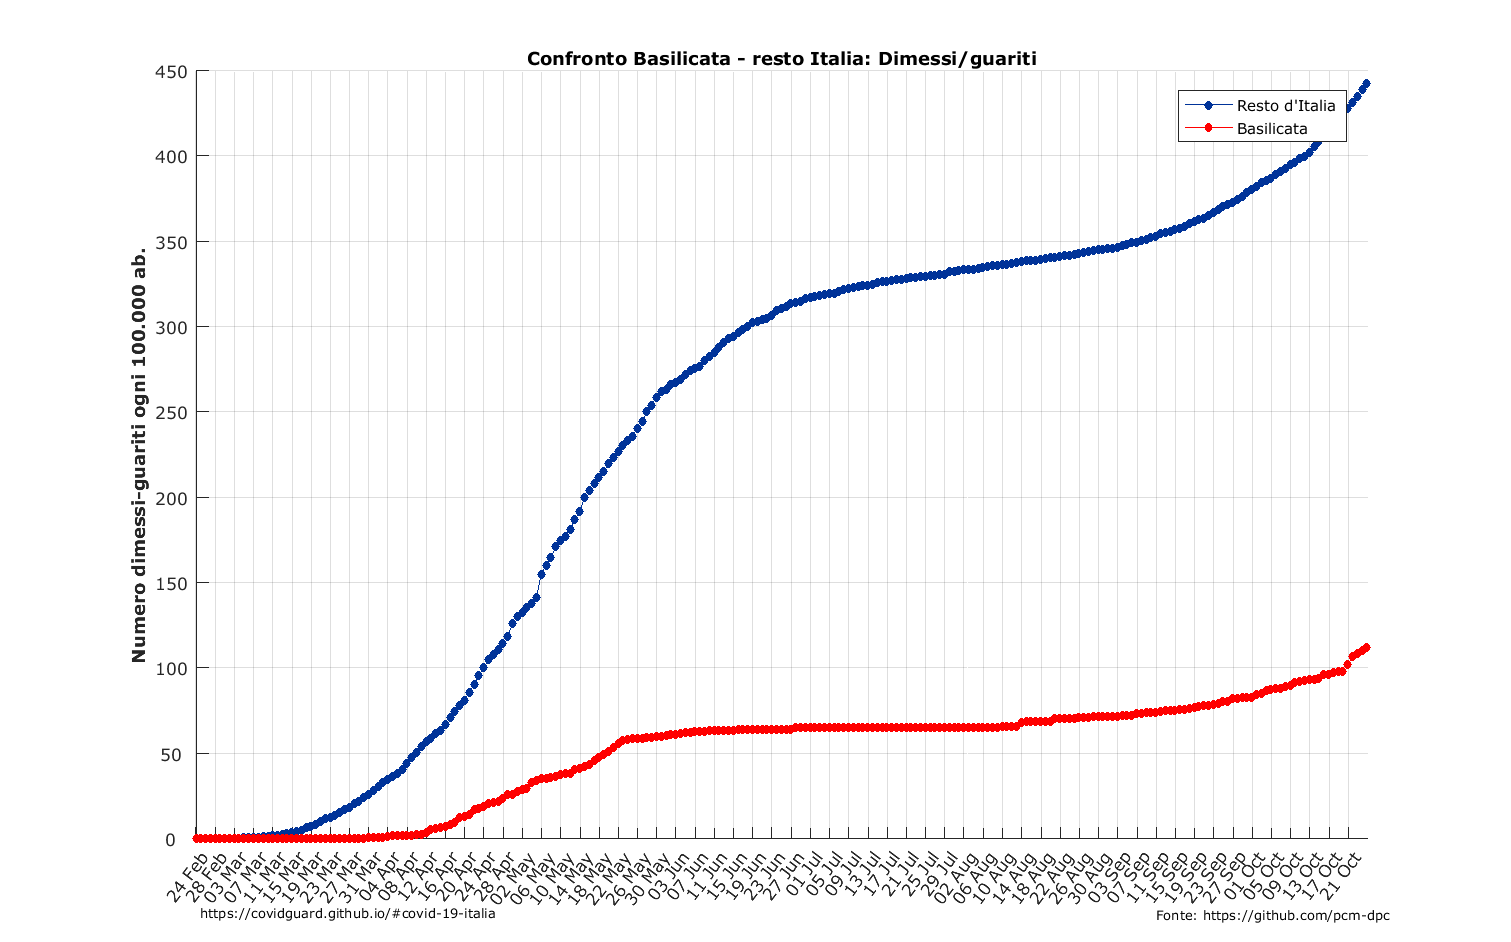 Confronto Basilicata - resto Italia: Dimessi/guariti
Resto d'Italia
Basilicata
Numero dimessi-guariti ogni 100.000 ab.
450
400
350
300
250
200
150
100
50
0
24 Feb
28 Feb
03 Mar
07 Mar
11 Mar
15 Mar
19 Mar
23 Mar
27 Mar
31 Mar
04 Apr
08 Apr
12 Apr
16 Apr
20 Apr
24 Apr
28 Apr
02 May
06 May
10 May
14 May
18 May
22 May
26 May
30 May
03 Jun
07 Jun
11 Jun
15 Jun
19 Jun
23 Jun
27 Jun
01 Jul
05 Jul
09 Jul
13 Jul
17 Jul
21 Jul
25 Jul
29 Jul
02 Aug
06 Aug
10 Aug
14 Aug
18 Aug
22 Aug
26 Aug
30 Aug
03 Sep
07 Sep
11 Sep
15 Sep
19 Sep
23 Sep
27 Sep
01 Oct
05 Oct
09 Oct
13 Oct
17 Oct
21 Oct
https://covidguard.github.io/#covid-19-italia
Fonte: https://github.com/pcm-dpc